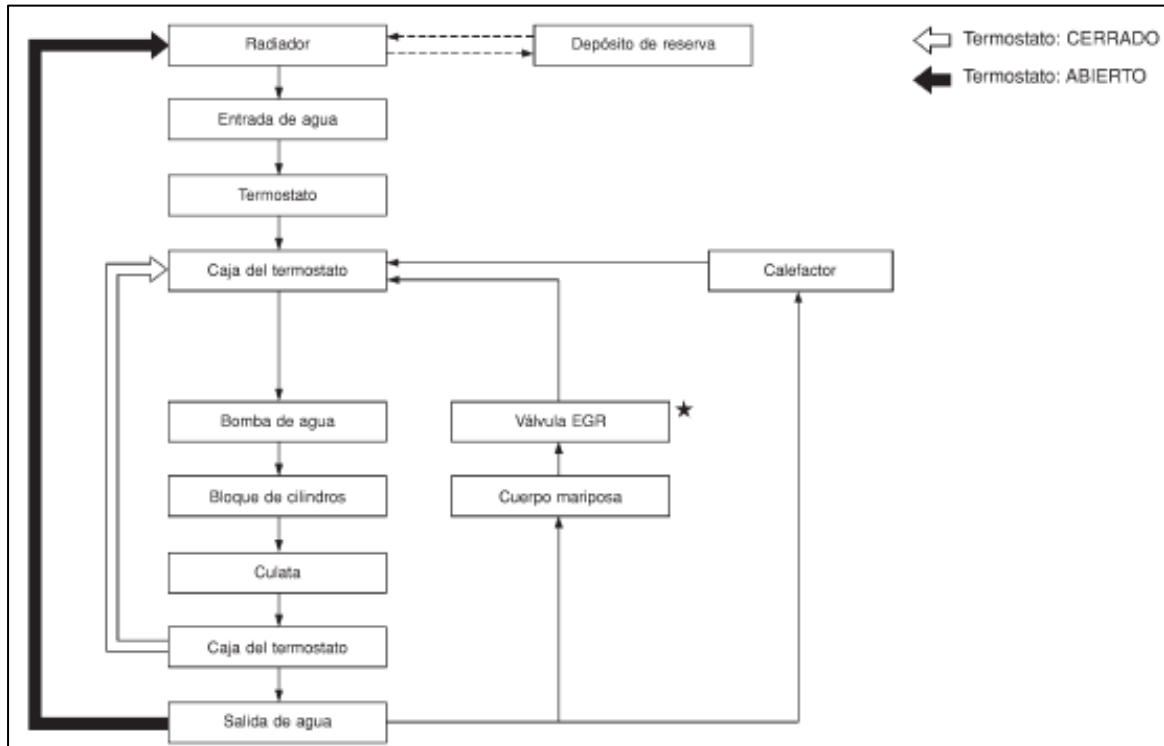 Radiador
Depósito de reserva
Termostato: CERRADO
Termostato: ABIERTO
Entrada de agua
Termostato
Caja del termostato
Calefactor
Bomba de agua
Válvula EGR
Bloque de cilindros
Cuerpo mariposa
Culata
Caja del termostato
Salida de agua